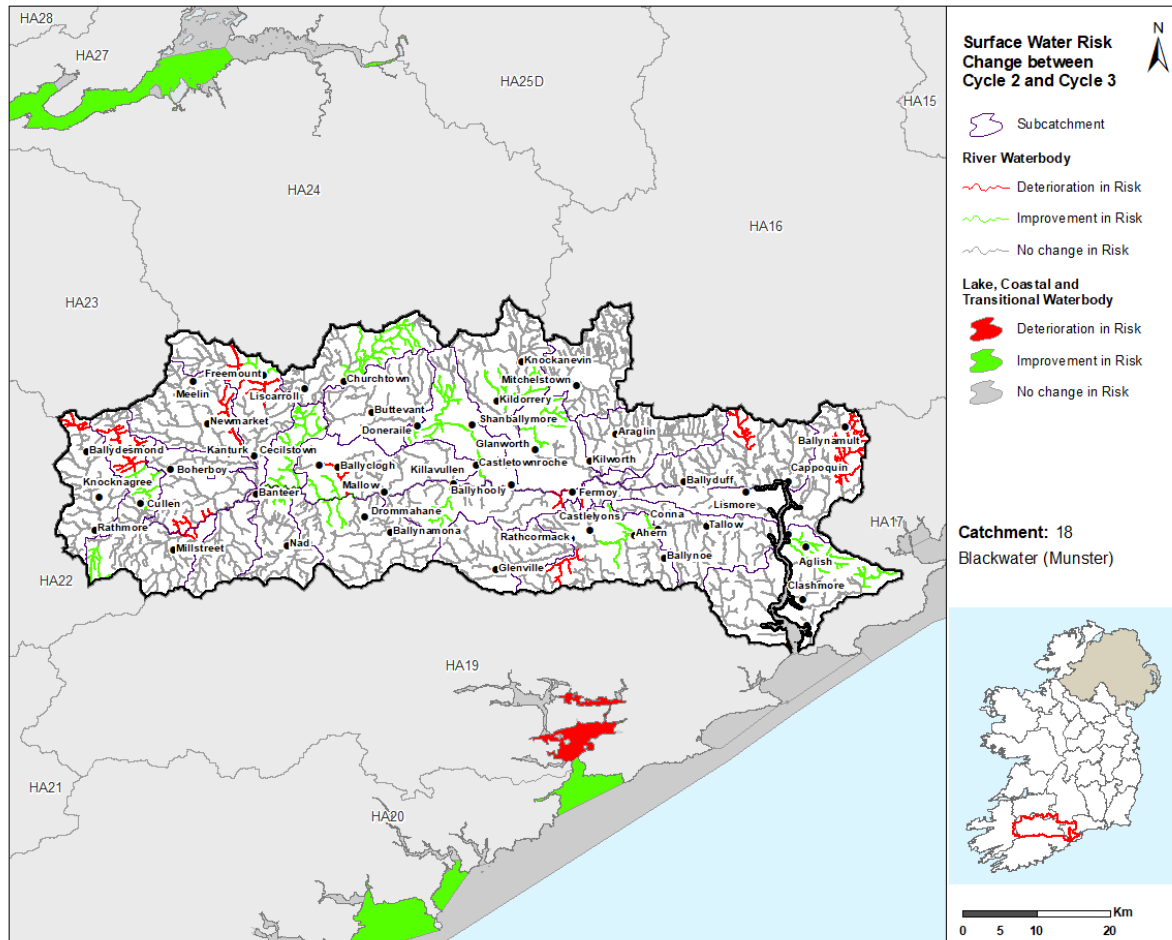 HA28
HA27
HA25D
HA15
HA24
HA16
HA23
Freemount
Meelin
Liscarroll
Churchtown
Knockanevin
Mitchelstown
Kildorrery
Newmarket
Buttevant
Doneraile
Shanballymore
Araglin
Ballynamult
Ballydesmond
Kanturk
Cecilstown
Glanworth
Boherboy
Ballyclogh
Killavullen
Castletownroche
Kilworth
Cappoquin
Knocknagree
Mallow
Ballyhooly
Ballyduff
Cullen
Banteer
Fermoy
Lismore
Rathmore
Drommahane
Castlelyons
Conna
Tallow
HA17
Millstreet
Nad
Ballynamona
Rathcormack
Ahern
Glenville
Ballynoe
Aglish
HA22
Clashmore
HA19
HA21
HA20
Surface Water Risk
Change between
Cycle 2 and Cycle 3
N
Subcatchment
River Waterbody
Deterioration in Risk
Improvement in Risk
No change in Risk
Lake, Coastal and
Transitional Waterbody
Deterioration in Risk
Improvement in Risk
No change in Risk
Catchment: 18
Blackwater (Munster)
Km
0 5 10 20